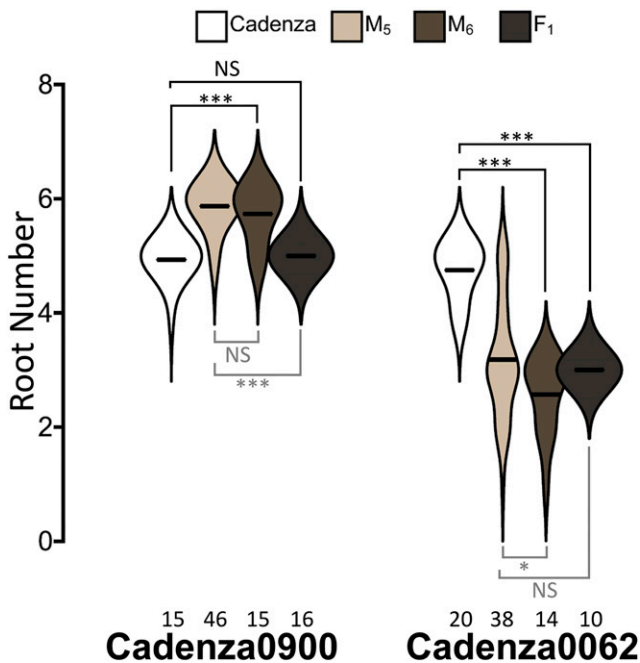 Cadenza M5 M6 F1
NS
8
***
***
***
6
Root Number
4
NS
***
2
*
0
NS
15 46 15 16 20 38 14 10
Cadenza0900 Cadenza0062